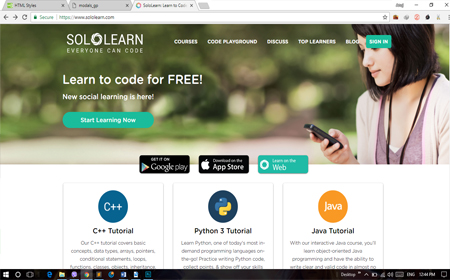 HTML Styles
modals_gp
SoloLearn: Learn to Code
Secure
https://www.sololearn.com
SOLOLEARN
EVERYONE CAN CODE
COURSES
CODE PLAYGROUND
DISCUSS
TOP LEARNERS
BLOG
SIGN IN
Learn to code for FREE!
New social learning is here!
Start Learning Now
GET IT ON
Google play
Download on the
App Store
Learn on the
Web
C++
C++ Tutorial
Our C++ tutorial covers basic
concepts, data types, arrays, pointers,
conditional statements, loops,
functions, classes, objects, inheritance
Python 3 Tutorial
Learn Python, one of today's most in-
demand programming languages
on-the-go! Practice writing Python code,
collect points, & show off your skills
Java
Java Tutorial
With our interactive Java course, you'll
learn object-oriented Java
programming and have the ability to
write clear and valid code in almost no
Desktop
ENG
12:44 PM